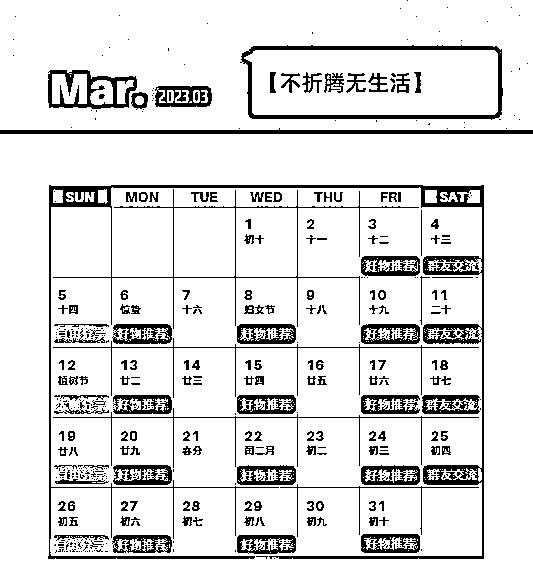 【不折腾无生活】
Mar. 2023.03
SUN MON TUE WED THU FRI SAT
1 2 3 4
初十 十一 十二 十三
好物推荐 群友交流
5 6 7 8 9 10 11
十四 惊蛰 十六 妇女节 十八 十九 二十
好物推荐 好物推荐 好物推荐 群友交流
12 13 14 15 16 17 18
植树节 廿二 廿三 廿四 廿五 廿六 廿七
好物推荐 好物推荐 好物推荐 群友交流
19 20 21 22 23 24 25
廿八 廿九 春分 闰二月 初二 初三 初四
好物推荐 好物推荐 好物推荐 群友交流
26 27 28 29 30 31
初五 初六 初七 初八 初九 初十
好物推荐 好物推荐 好物推荐